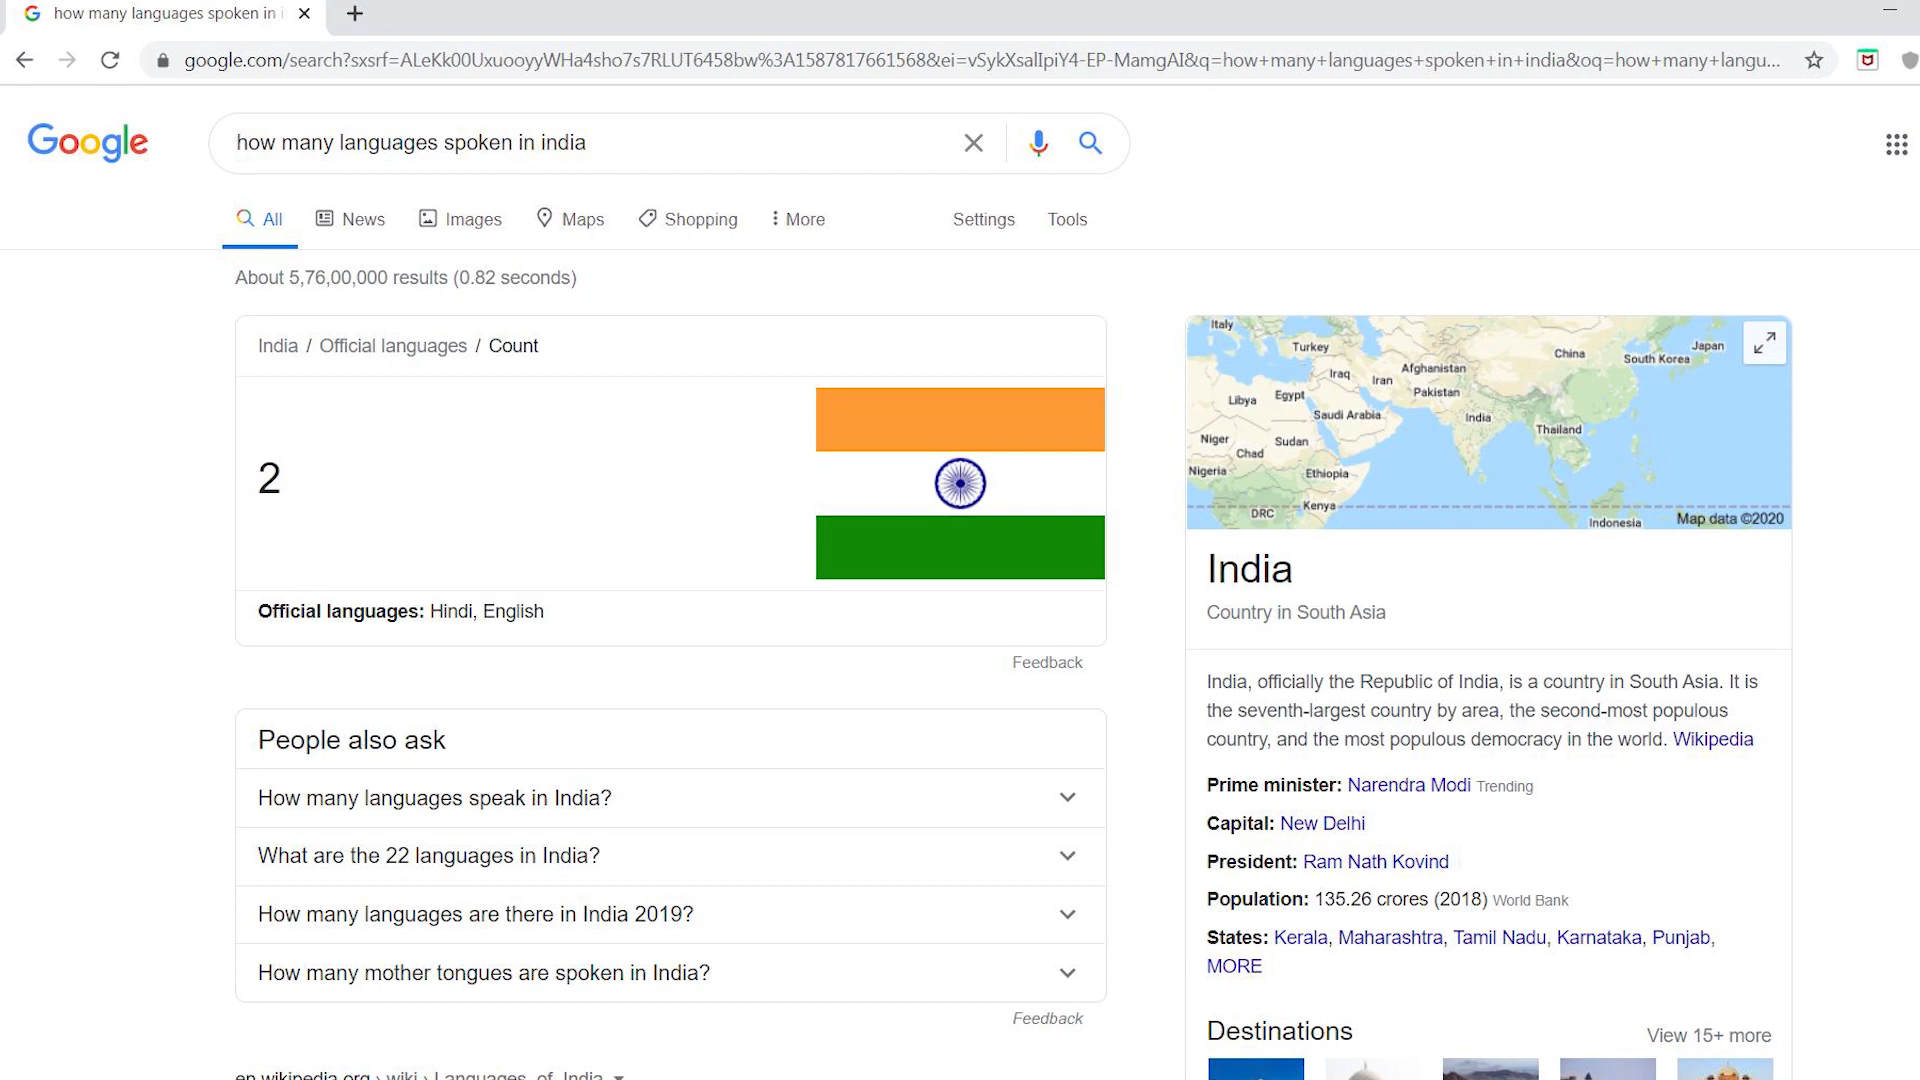 how many languages spoken in i
google.com/search?sxsrf=ALeKk00UxuooyyWHa4sho7s7RLUT6458bw%3A1587817661568&ei=vSykXsalIpiY4-EP-MamgAI&q=how+many+languages+spoken+in+india&oq=how+many+langu...
Google
how many languages spoken in india
All News Images Maps Shopping More Settings Tools
About 5,76,00,000 results (0.82 seconds)
India / Official languages / Count
2
Official languages: Hindi, English
Feedback
People also ask
How many languages speak in India?
What are the 22 languages in India?
How many languages are there in India 2019?
How many mother tongues are spoken in India?
Feedback
en.wikipedia.org › wiki › Languages_of_India
Italy
Turkey
Japan
China
South Korea
Iraq
Iran
Afghanistan
Pakistan
Libya
Egypt
Saudi Arabia
India
Thailand
Niger
Sudan
Chad
Nigeria
Ethiopia
DRC
Kenya
Indonesia
Map data ©2020
India
Country in South Asia
India, officially the Republic of India, is a country in South Asia. It is
the seventh-largest country by area, the second-most populous
country, and the most populous democracy in the world. Wikipedia
Prime minister: Narendra Modi Trending
Capital: New Delhi
President: Ram Nath Kovind
Population: 135.26 crores (2018) World Bank
States: Kerala, Maharashtra, Tamil Nadu, Karnataka, Punjab,
MORE
Destinations
View 15+ more